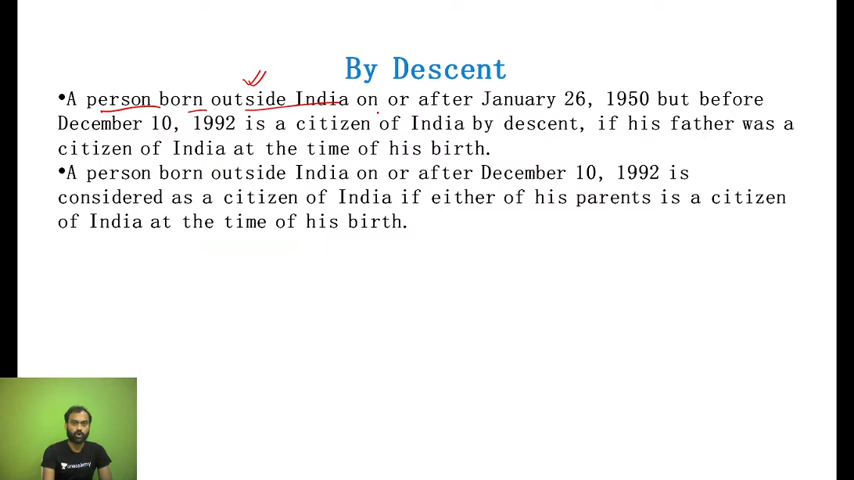 By Descent
•A person born outside India on or after January 26, 1950 but before
December 10, 1992 is a citizen of India by descent, if his father was a
citizen of India at the time of his birth.
•A person born outside India on or after December 10, 1992 is
considered as a citizen of India if either of his parents is a citizen
of India at the time of his birth.
unacademy